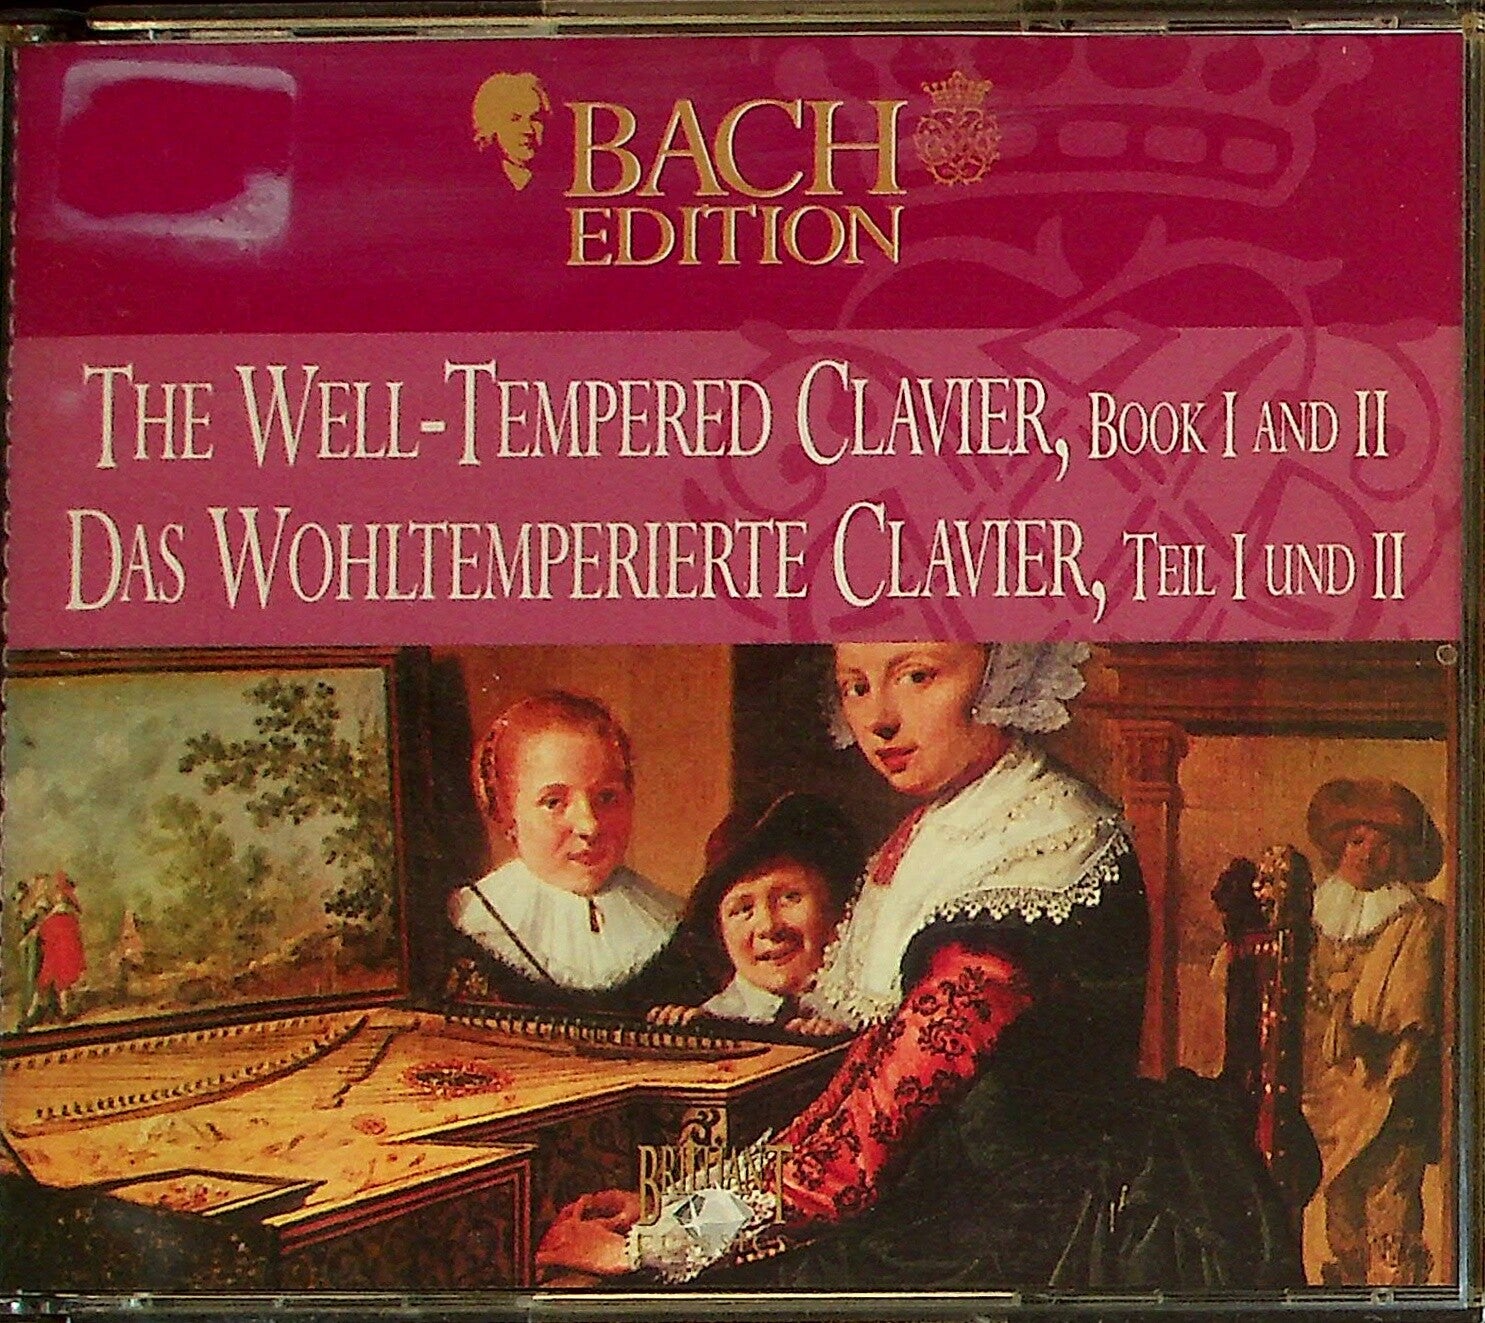 BACH
EDITION
THE WELL-TEMPERED CLAVIER, BOOK I AND II
DAS WOHLTEMPERIERTE CLAVIER, TEIL I UND II
BRILLIANT